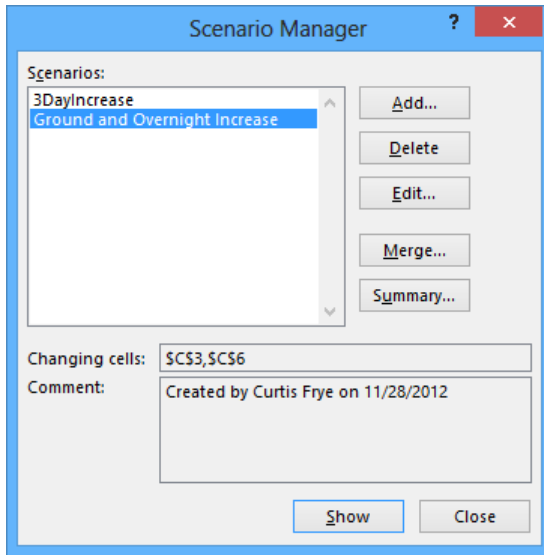 Scenario Manager
? ×
Scenarios:
3DayIncrease
Ground and Overnight Increase
Add...
Delete
Edit...
Merge...
Summary...
Changing cells: $C$3,$C$6
Comment: Created by Curtis Frye on 11/28/2012
Show Close